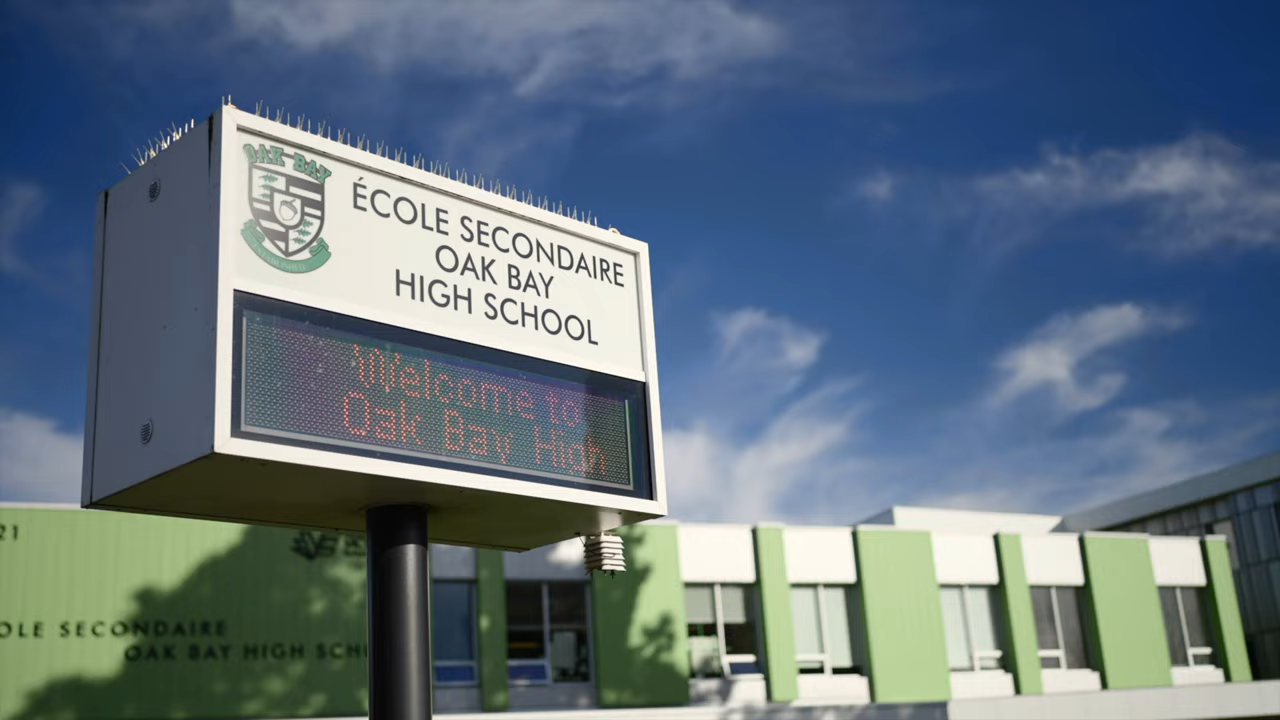 OAK BAY
ÉCOLE SECONDAIRE
OAK BAY
HIGH SCHOOL
Welcome to
Oak Bay High
21
OLE SECONDAIRE
OAK BAY HIGH SCH